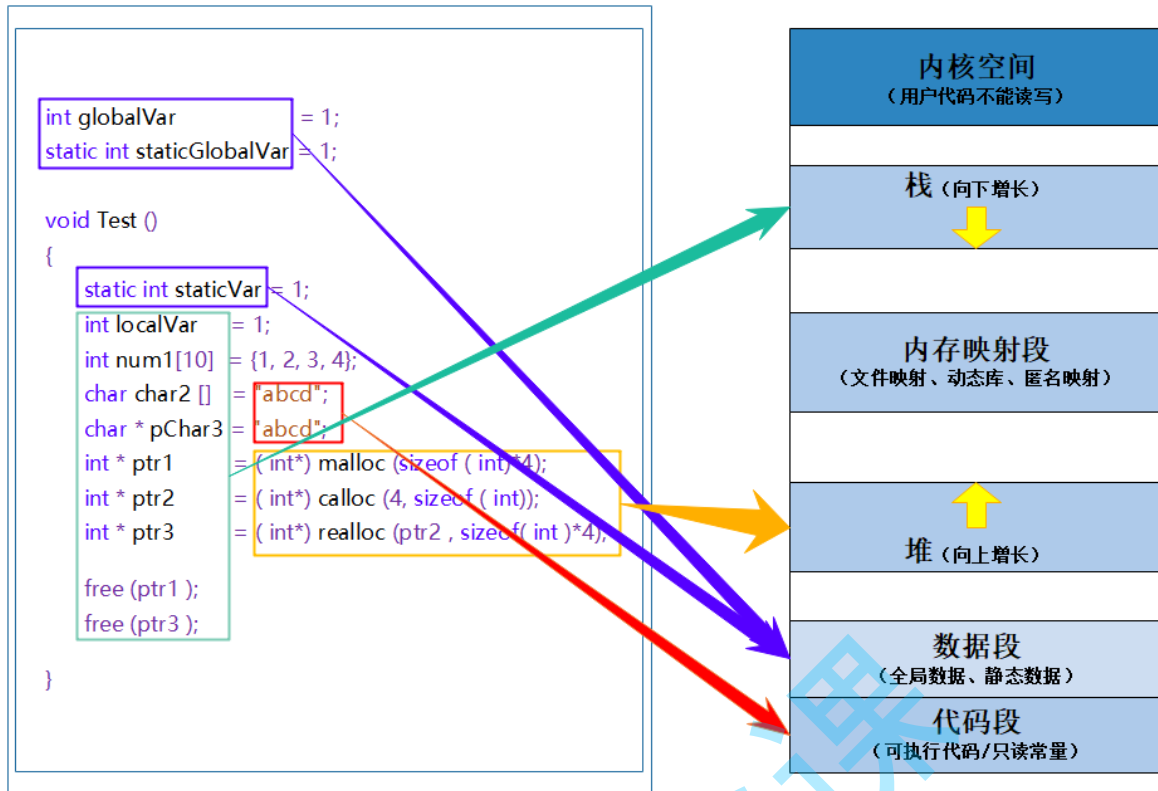 int globalVar = 1;
static int staticGlobalVar = 1;
void Test ()
{
static int staticVar = 1;
int localVar = 1;
int num1[10] = {1, 2, 3, 4};
char char2 [] = "abcd";
char * pChar3 = "abcd";
int * ptr1 = ( int*) malloc (sizeof ( int)*4);
int * ptr2 = ( int*) calloc (4, sizeof ( int));
int * ptr3 = ( int*) realloc (ptr2 , sizeof( int )*4);
free (ptr1 );
free (ptr3 );
}
内核空间
（用户代码不能读写）
栈（向下增长）
内存映射段
（文件映射、动态库、匿名映射）
堆（向上增长）
数据段
（全局数据、静态数据）
代码段
（可执行代码/只读常量）
课